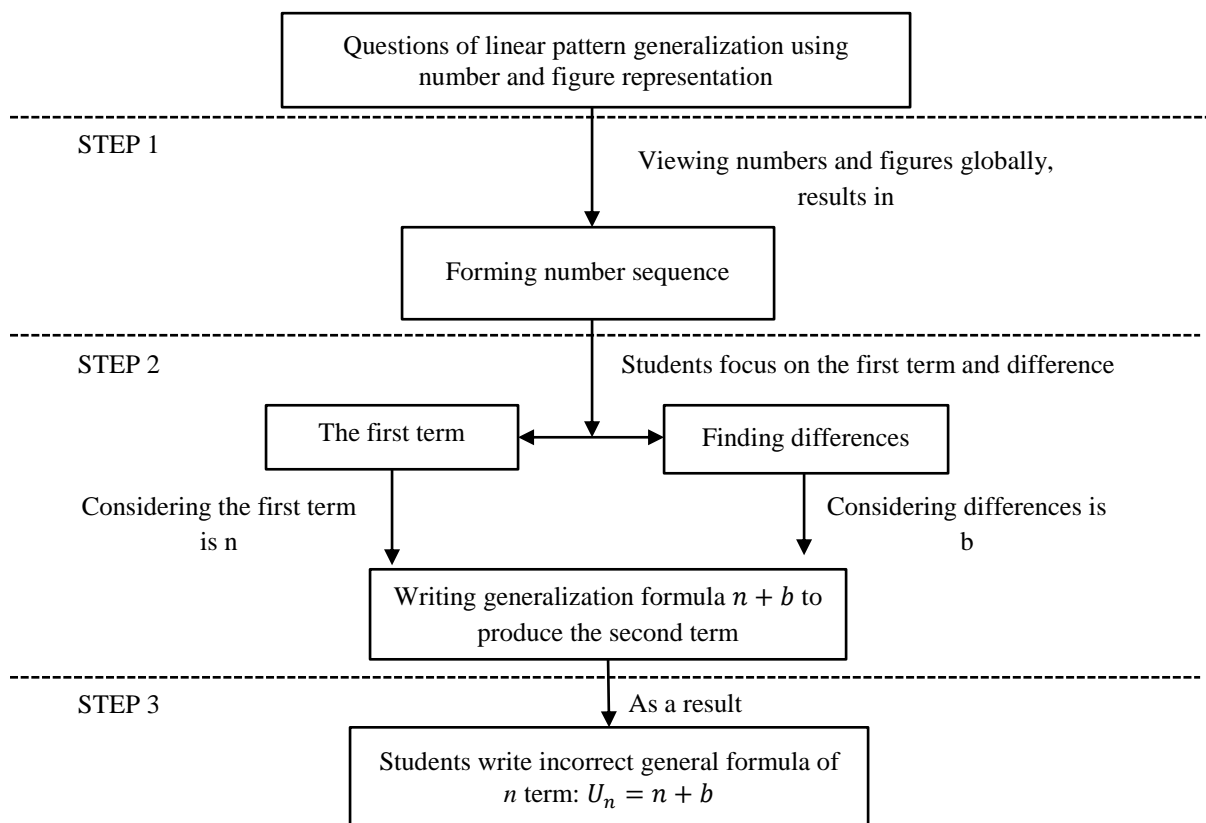 Questions of linear pattern generalization using
number and figure representation
STEP 1
Viewing numbers and figures globally,
results in
Forming number sequence
STEP 2
Students focus on the first term and difference
The first term
Finding differences
Considering the first term
is n
Considering differences is
b
Writing generalization formula 𝑛 + 𝑏 to
produce the second term
STEP 3
As a result
Students write incorrect general formula of
n term: 𝑈ₙ = 𝑛 + 𝑏